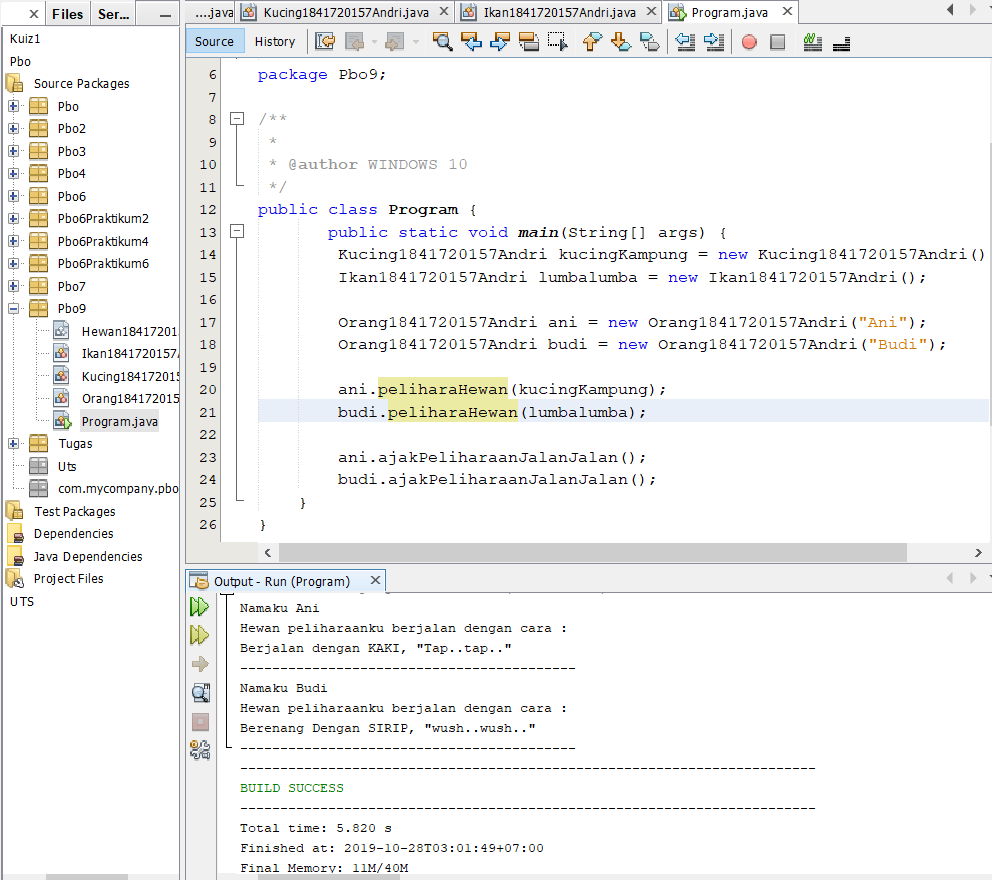 Files
Ser...
Kuiz1
Pbo
Source Packages
Pbo
Pbo2
Pbo3
Pbo4
Pbo6
Pbo6Praktikum2
Pbo6Praktikum4
Pbo6Praktikum6
Pbo7
Pbo9
Hewan18417201
Ikan1841720157
Kucing18417201
Orang184172015
Program.java
Tugas
Uts
com.mycompany.pbo
Test Packages
Dependencies
Java Dependencies
Project Files
UTS
....java
Kucing1841720157Andri.java
Ikan1841720157Andri.java
Program.java
Source
History
6 package Pbo9;
7
8 /**
9 *
10 * @author WINDOWS 10
11 */
12 public class Program {
13 public static void main(String[] args) {
14 Kucing1841720157Andri kucingKampung = new Kucing1841720157Andri()
15 Ikan1841720157Andri lumbalumba = new Ikan1841720157Andri();
16
17 Orang1841720157Andri ani = new Orang1841720157Andri("Ani");
18 Orang1841720157Andri budi = new Orang1841720157Andri("Budi");
19
20 ani.peliharaHewan(kucingKampung);
21 budi.peliharaHewan(lumbalumba);
22
23 ani.ajakPeliharaanJalanJalan();
24 budi.ajakPeliharaanJalanJalan();
25 }
26 }
Output - Run (Program)
Namaku Ani
Hewan peliharaanku berjalan dengan cara :
Berjalan dengan KAKI, "Tap..tap.."
------------------------------------------
Namaku Budi
Hewan peliharaanku berjalan dengan cara :
Berenang Dengan SIRIP, "wush..wush.."
------------------------------------------
------------------------------------------------------------------------
BUILD SUCCESS
------------------------------------------------------------------------
Total time: 5.820 s
Finished at: 2019-10-28T03:01:49+07:00
Final Memory: 11M/40M